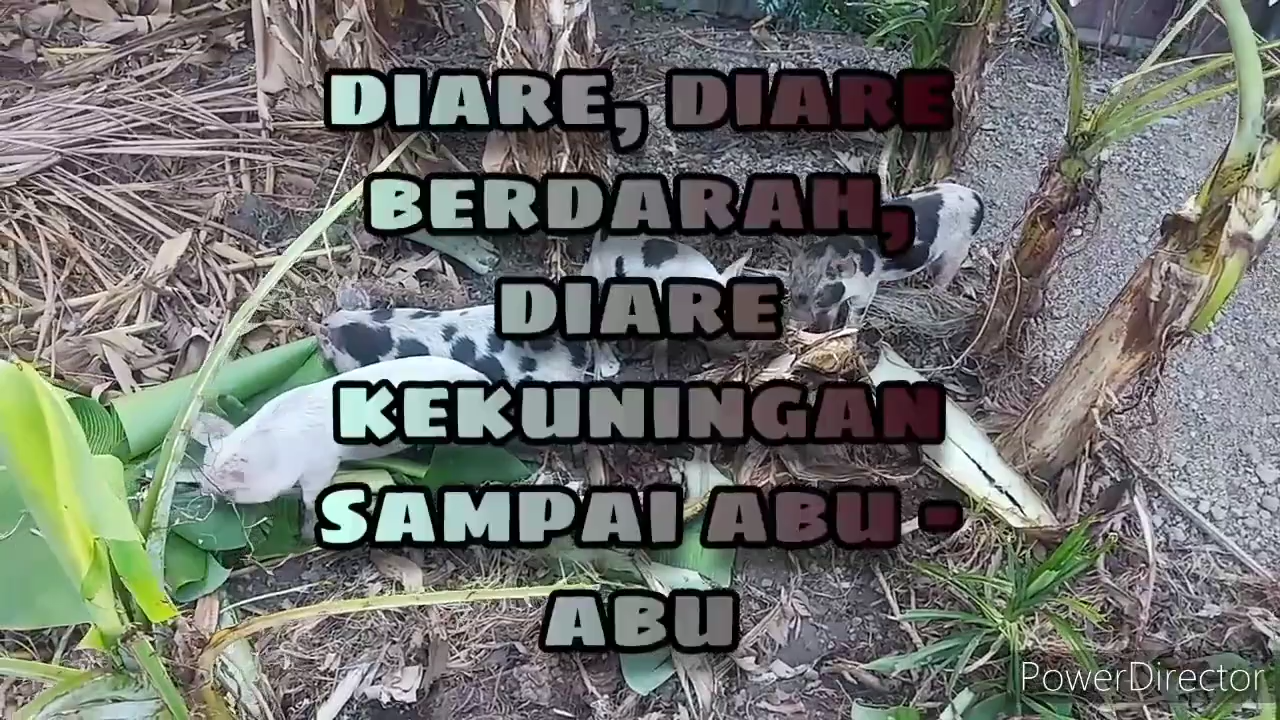 DIARE, DIARE
BERDARAH,
DIARE
KEKUNINGAN
SAMPAI ABU -
ABU
PowerDirector